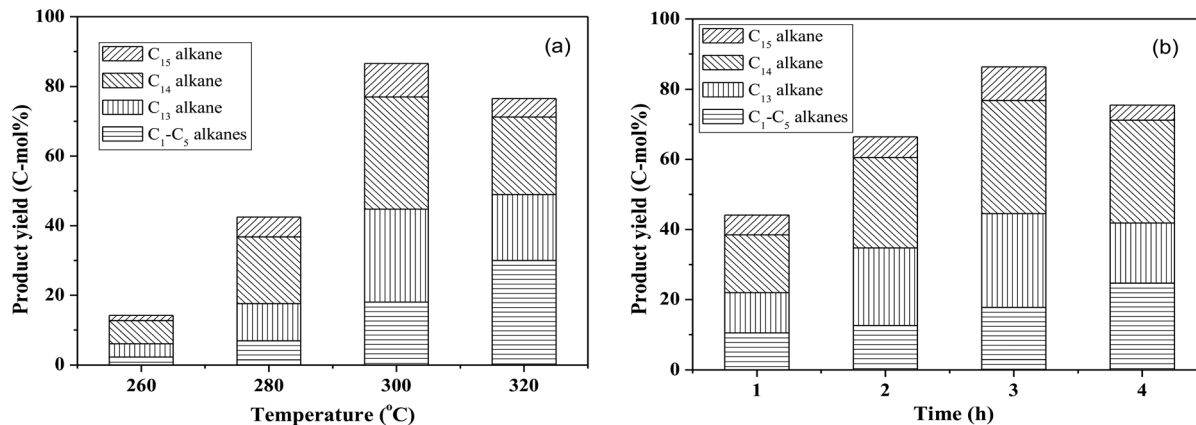 100
80
60
40
20
0
Product yield (C-mol%)
(a)
C15 alkane
C14 alkane
C13 alkane
C1-C5 alkanes
260 280 300 320
Temperature (°C)
100
80
60
40
20
0
Product yield (C-mol%)
(b)
C15 alkane
C14 alkane
C13 alkane
C1-C5 alkanes
1 2 3 4
Time (h)